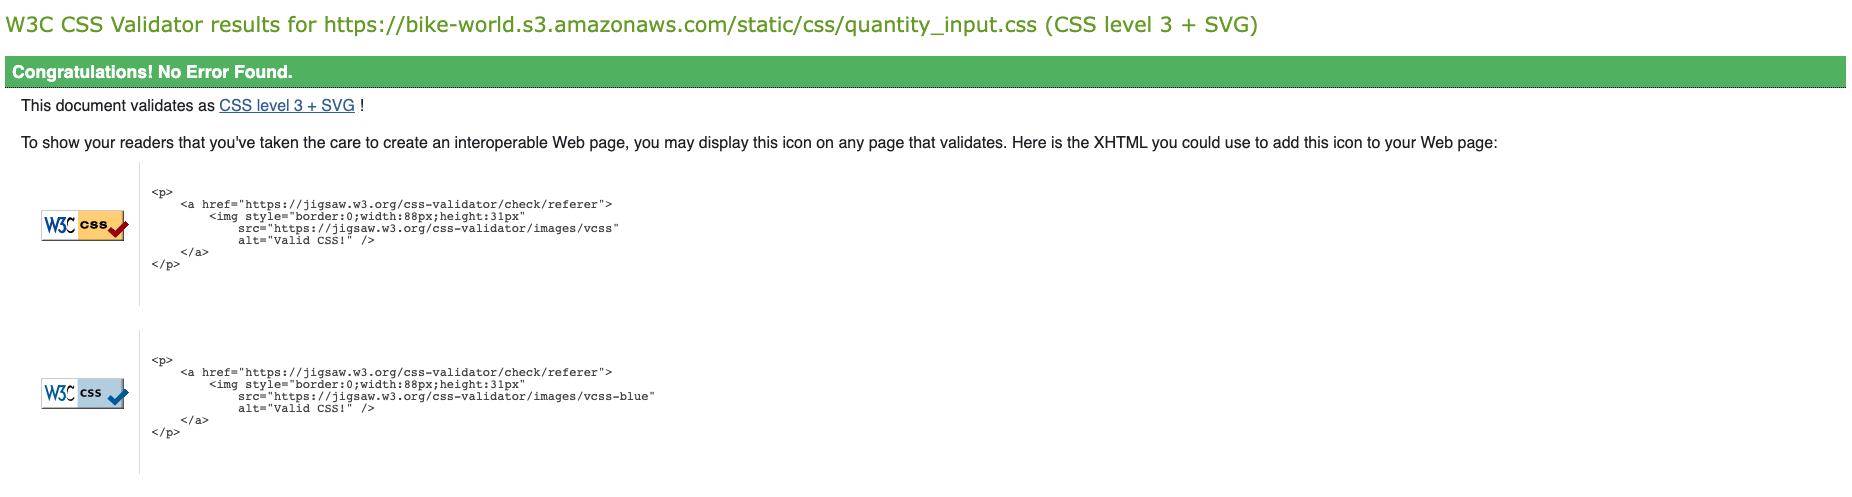 W3C CSS Validator results for https://bike-world.s3.amazonaws.com/static/css/quantity_input.css (CSS level 3 + SVG)
Congratulations! No Error Found.
This document validates as CSS level 3 + SVG !
To show your readers that you've taken the care to create an interoperable Web page, you may display this icon on any page that validates. Here is the XHTML you could use to add this icon to your Web page:
W3C css
<p>
    <a href="https://jigsaw.w3.org/css-validator/check/referer">
        <img style="border:0;width:88px;height:31px"
            src="https://jigsaw.w3.org/css-validator/images/vcss"
            alt="Valid CSS!" />
    </a>
</p>
W3C css
<p>
    <a href="https://jigsaw.w3.org/css-validator/check/referer">
        <img style="border:0;width:88px;height:31px"
            src="https://jigsaw.w3.org/css-validator/images/vcss-blue"
            alt="Valid CSS!" />
    </a>
</p>